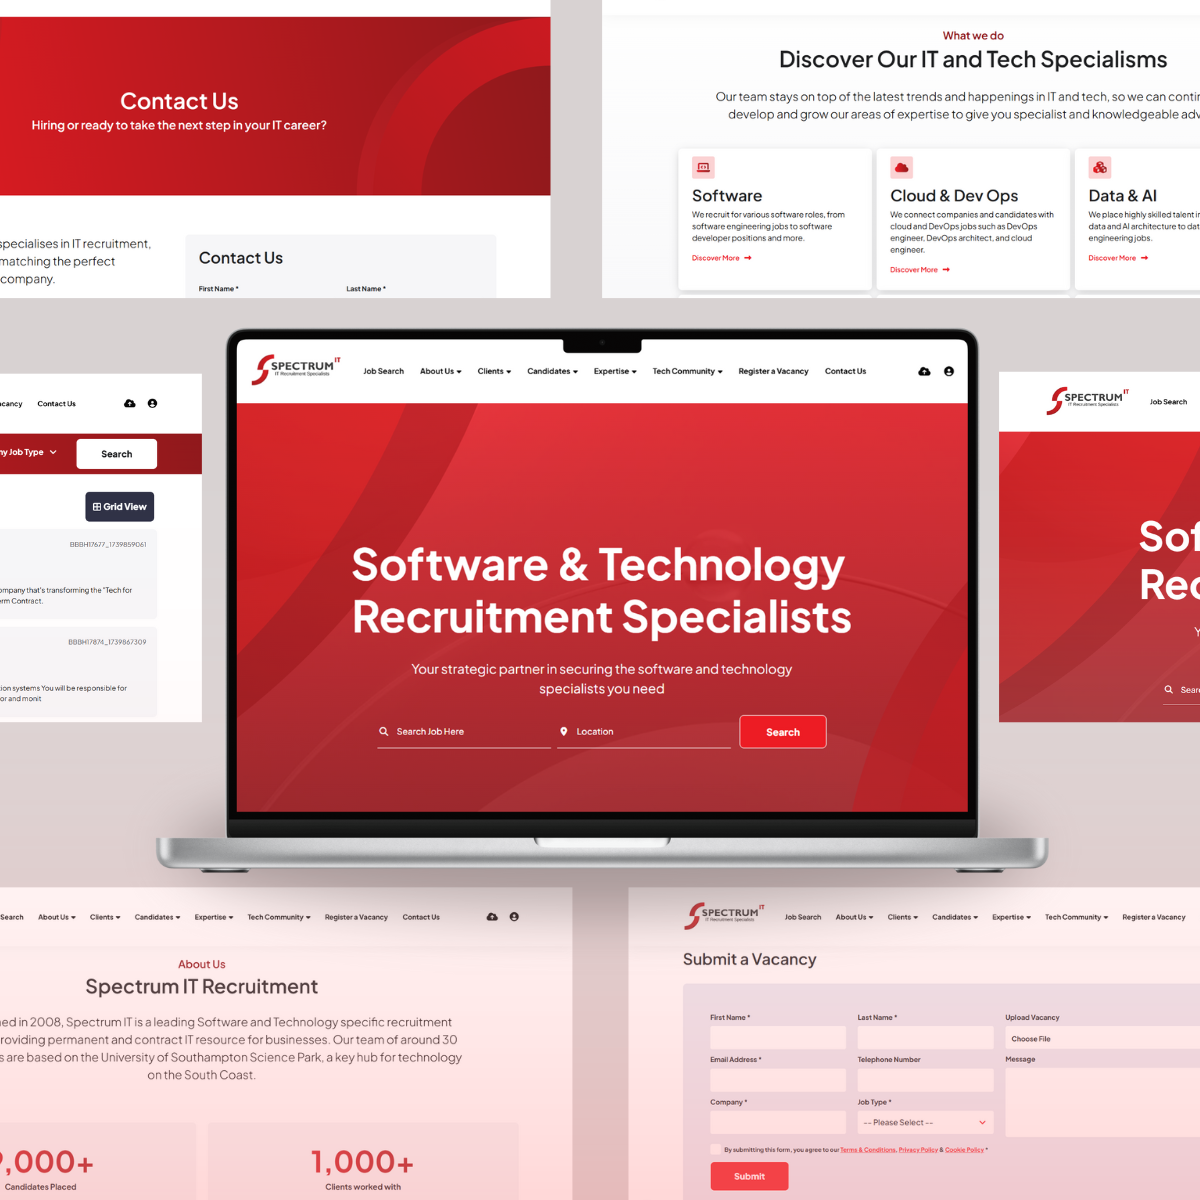 Contact Us
Hiring or ready to take the next step in your IT career?
specialises in IT recruitment,
matching the perfect
company.
Contact Us
First Name *
Last Name *
What we do
Discover Our IT and Tech Specialisms
Our team stays on top of the latest trends and happenings in IT and tech, so we can
develop and grow our areas of expertise to give you specialist and knowledgeable
Software
We recruit for various software roles, from
software engineering jobs to software
developer positions and more.
Discover More
Cloud & Dev Ops
We connect companies and candidates with
cloud and DevOps jobs such as DevOps
engineer, DevOps architect, and cloud
engineer.
Discover More
Data & AI
We place highly skilled talent
data and AI architecture to
engineering jobs.
Discover More
Contact Us
Job Type
Search
Grid View
BBBH17677_1739859061
company that's transforming the "Tech for
Contract.
BBBH17874_1739867309
systems You will be responsible for
or and
SPECTRUM IT
IT Recruitment Specialists
Job Search
About Us
Clients
Candidates
Expertise
Tech Community
Register a Vacancy
Contact Us
Software & Technology
Recruitment Specialists
Your strategic partner in securing the software and technology
specialists you need
Search Job Here
Location
Search
SPECTRUM IT
IT Recruitment Specialists
Job Search
Search
About Us
Clients
Candidates
Expertise
Tech Community
Register a Vacancy
Contact Us
About Us
Spectrum IT Recruitment
in 2008, Spectrum IT is a leading Software and Technology specific recruitment
providing permanent and contract IT resource for businesses. Our team of around 30
are based on the University of Southampton Science Park, a key hub for technology
on the South Coast.
,000+
Candidates Placed
1,000+
Clients worked with
SPECTRUM IT
IT Recruitment Specialists
Job Search
About Us
Clients
Candidates
Expertise
Tech Community
Register a Vacancy
Submit a Vacancy
First Name *
Last Name *
Upload Vacancy
Choose File
Email Address *
Telephone Number
Message
Company *
Job Type *
-- Please Select --
By submitting this form, you agree to our Terms & Conditions, Privacy Policy & Cookie Policy *
Submit